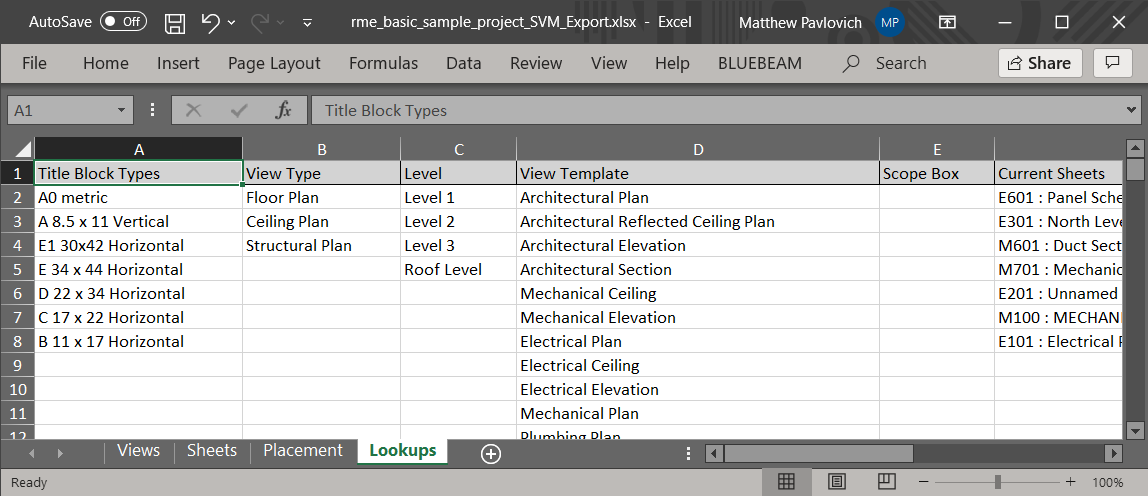 AutoSave Off rme_basic_sample_project_SVM_Export.xlsx - Excel Matthew Pavlovich MP
File Home Insert Page Layout Formulas Data Review View Help BLUEBEAM Search Share
A1 fx Title Block Types
A B C D E
1 Title Block Types View Type Level View Template Scope Box Current Sheets
2 A0 metric Floor Plan Level 1 Architectural Plan E601 : Panel Sche
3 A 8.5 x 11 Vertical Ceiling Plan Level 2 Architectural Reflected Ceiling Plan E301 : North Leve
4 E1 30x42 Horizontal Structural Plan Level 3 Architectural Elevation M601 : Duct Sect
5 E 34 x 44 Horizontal Roof Level Architectural Section M701 : Mechanic
6 D 22 x 34 Horizontal Mechanical Ceiling E201 : Unnamed
7 C 17 x 22 Horizontal Mechanical Elevation M100 : MECHANI
8 B 11 x 17 Horizontal Electrical Plan E101 : Electrical
9 Electrical Ceiling
10 Electrical Elevation
11 Mechanical Plan
12 Plumbing Plan
Views Sheets Placement Lookups
Ready 100%